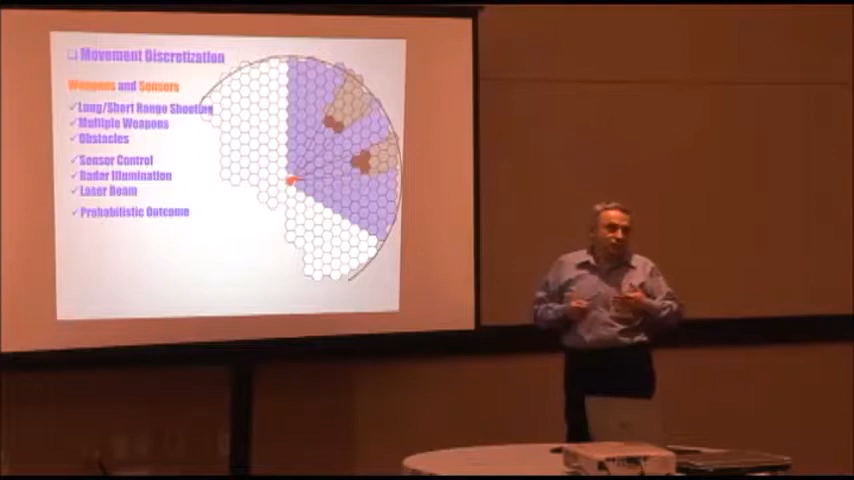 ❑ Movement Discretization
Weapons and Sensors
✓Long/Short Range Shooting
✓Multiple Weapons
✓Obstacles
✓Sensor Control
✓Radar Illumination
✓Laser Beam
✓Probabilistic Outcome